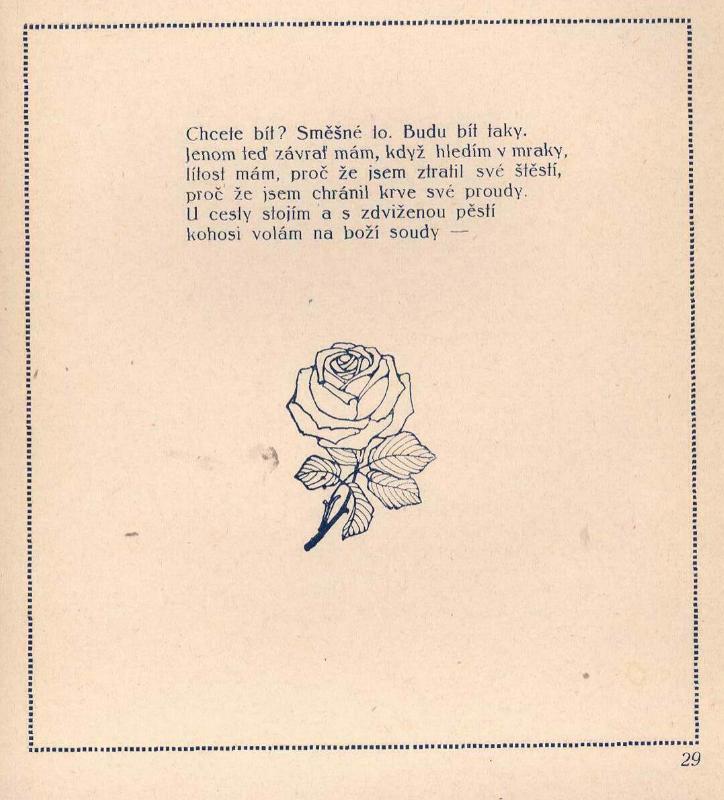 Chcete bít? Směšné to. Budu bít taky.
Jenom teď závrať mám, když hledím v mraky,
lítost mám, proč že jsem ztratil své štěstí,
proč že jsem chránil krve své proudy.
U cesty stojím a s zdviženou pěstí
kohosi volám na boží soudy —
29